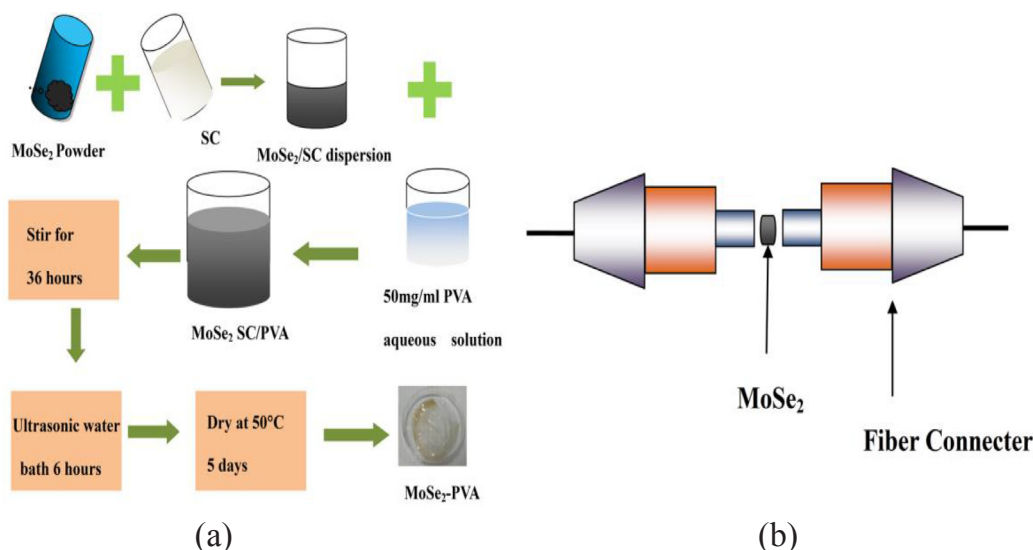 MoSe₂ Powder
SC
MoSe₂/SC dispersion
Stir for
36 hours
MoSe₂ SC/PVA
50mg/ml PVA
aqueous solution
Ultrasonic water
bath 6 hours
Dry at 50°C
5 days
MoSe₂-PVA
(a)
MoSe₂
Fiber Connecter
(b)